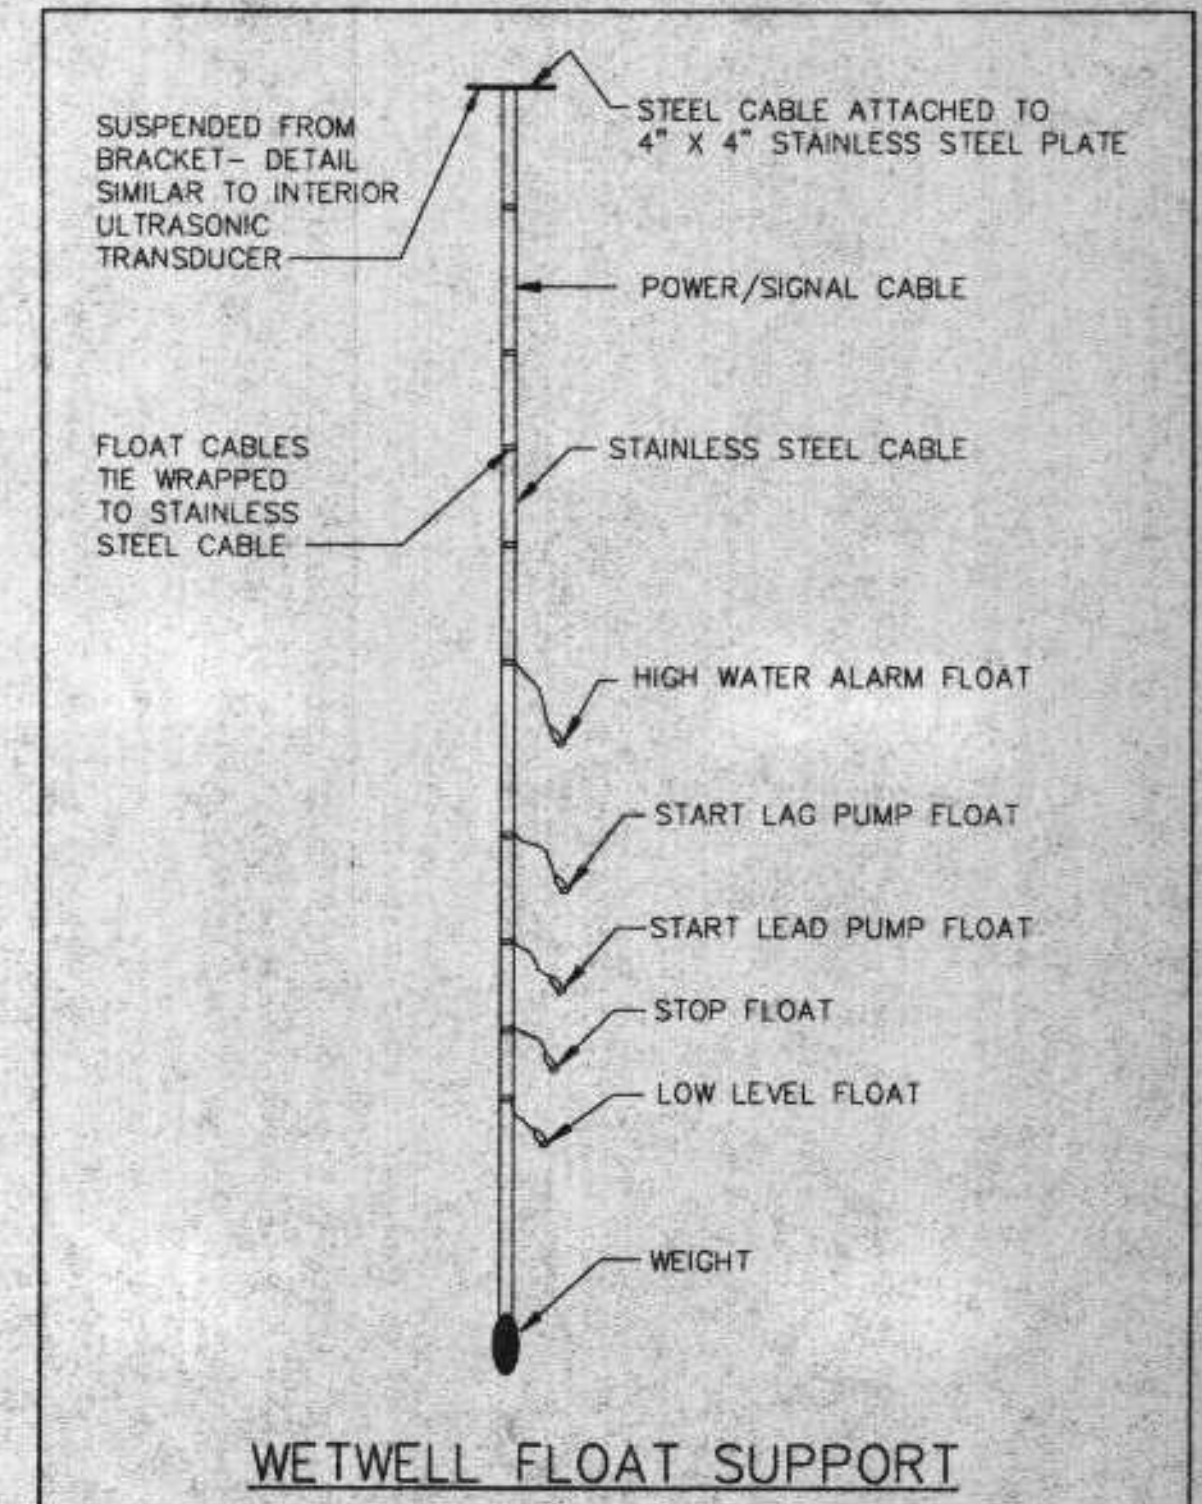 STEEL CABLE ATTACHED TO
4" X 4" STAINLESS STEEL PLATE
SUSPENDED FROM
BRACKET- DETAIL
SIMILAR TO INTERIOR
ULTRASONIC
TRANSDUCER
POWER/SIGNAL CABLE
FLOAT CABLES
TIE WRAPPED
TO STAINLESS
STEEL CABLE
STAINLESS STEEL CABLE
HIGH WATER ALARM FLOAT
START LAG PUMP FLOAT
START LEAD PUMP FLOAT
STOP FLOAT
LOW LEVEL FLOAT
WEIGHT
WETWELL FLOAT SUPPORT